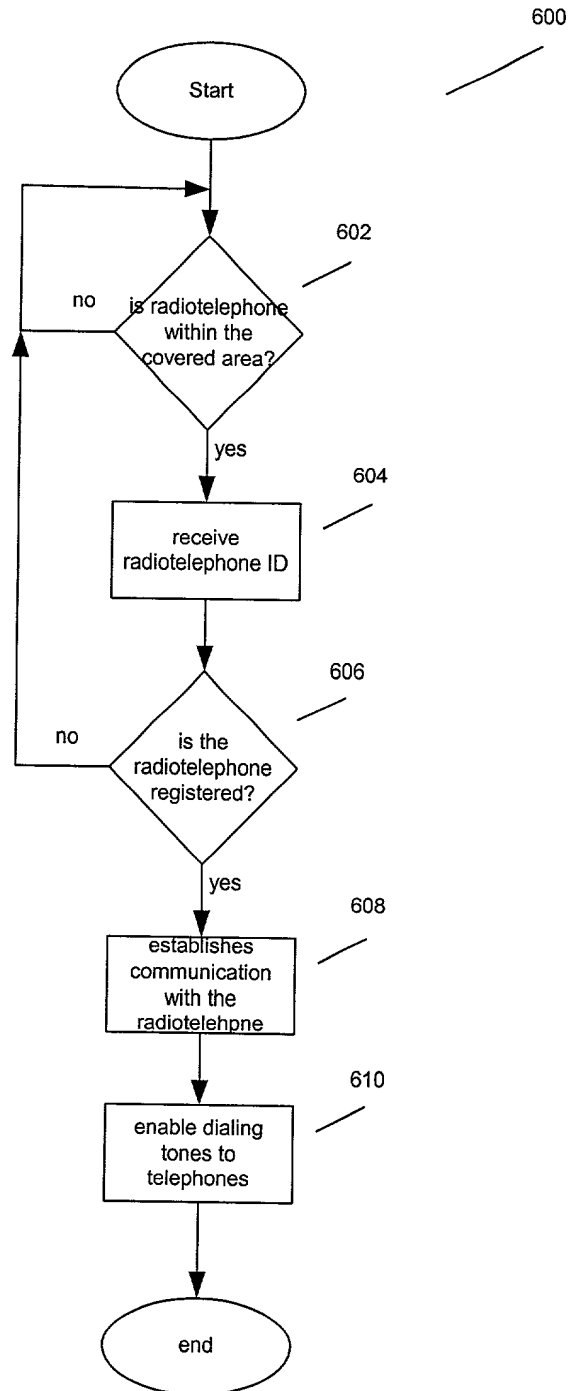 600
Start
602
no
is radiotelephone
within the
covered area?
yes
604
receive
radiotelephone ID
606
no
is the
radiotelephone
registered?
yes
608
establishes
communication
with the
radiotelehpne
610
enable dialing
tones to
telephones
end